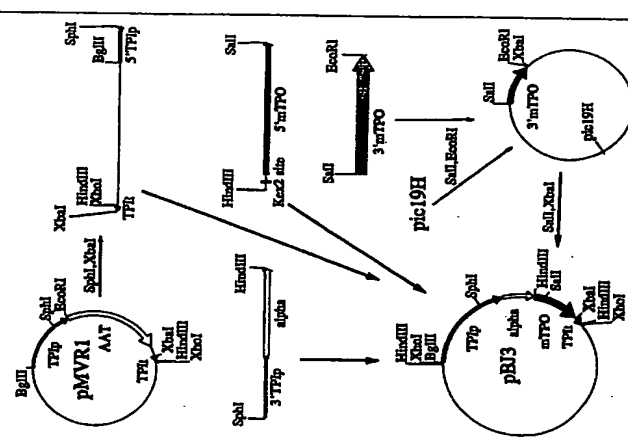 BglII
SphI
EcoRI
TPIp
pMVR1
AAT
TPIt
XbaI
HindIII
XhoI
SphI,XbaI
XbaI
HindIII
XhoI
TPIt
SphI
BglII
5'TPIp
HindIII
SalI
Kex2 site
5'mTPO
SalI
EcoRI
3'mTPO
SphI
HindIII
3'TPIp
alpha
pic19H
SalI,EcoRI
SalI
EcoRI
XbaI
3'mTPO
pic19H
SalI,XbaI
HindIII
XhoI
BglII
TPIp
SphI
alpha
pBJ3
HindIII
SalI
mTPO
TPIt
XbaI
HindIII
XhoI